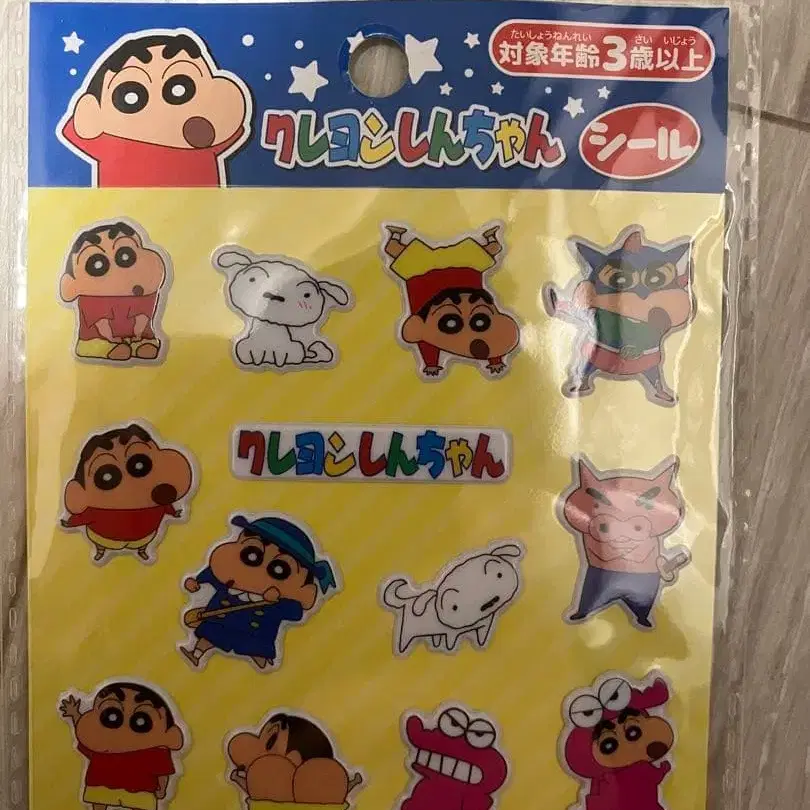 たいしょうねんれい さい いじょう
対象年齢3歳以上
クレヨンしんちゃん シール
クレヨンしんちゃん